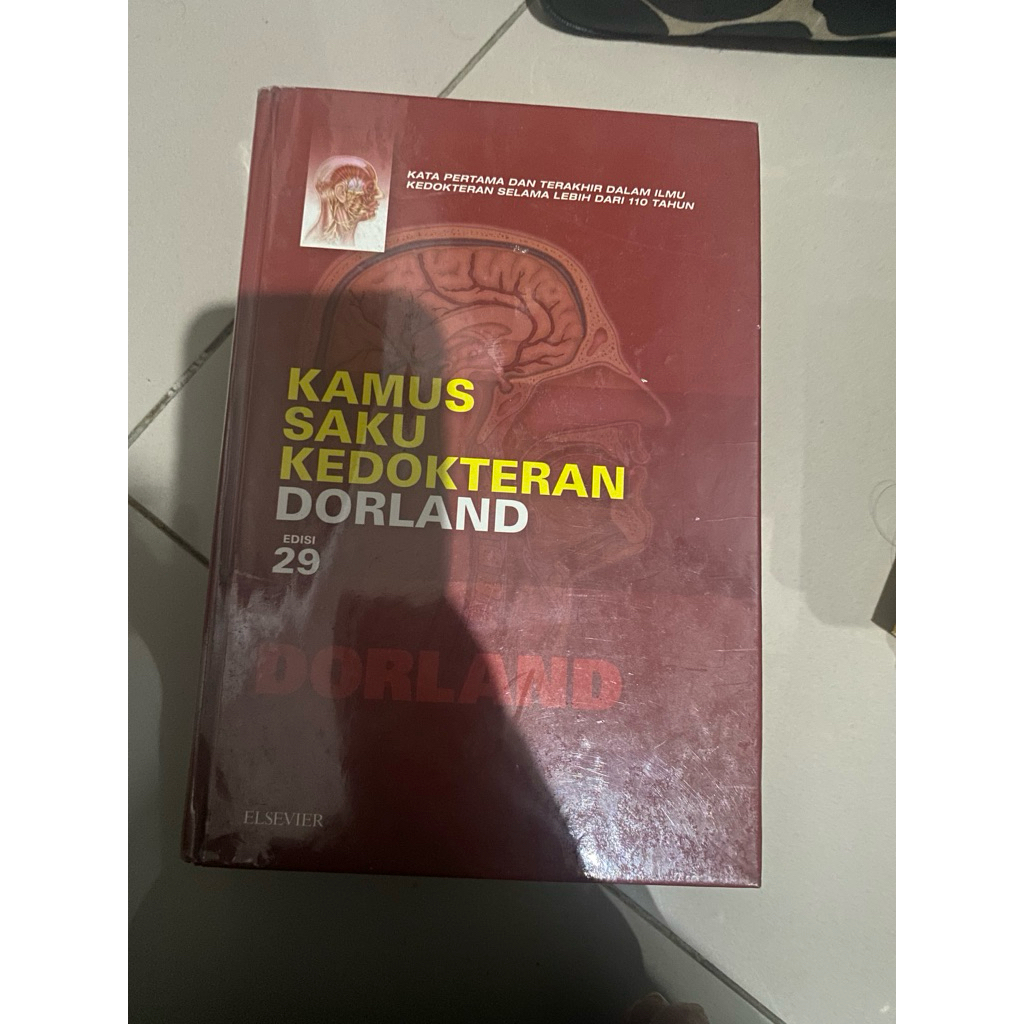 KATA PERTAMA DAN TERAKHIR DALAM ILMU
KEDOKTERAN SELAMA LEBIH DARI 110 TAHUN
KAMUS
SAKU
KEDOKTERAN
DORLAND
EDISI
29
DORLAND
ELSEVIER